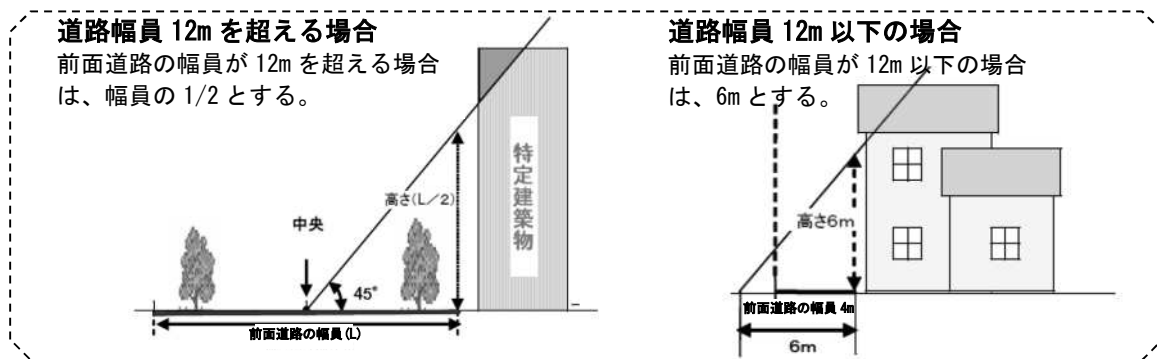 道路幅員 12m を超える場合
前面道路の幅員が 12m を超える場合
は、幅員の 1/2 とする。
特定建築物
高さ(L/2)
中央
45°
前面道路の幅員(L)
道路幅員 12m 以下の場合
前面道路の幅員が 12m 以下の場合
は、6m とする。
高さ6m
前面道路の幅員 4m
6m